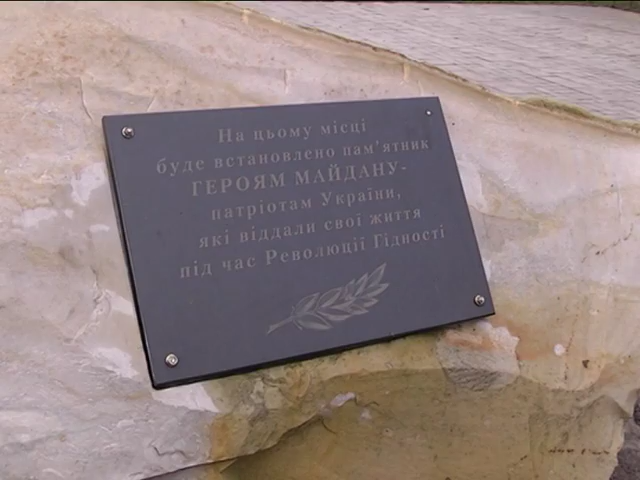 На цьому місці
буде встановлено пам'ятник
ГЕРОЯМ МАЙДАНУ-
патріотам України,
які віддали свої життя
під час Революції Гідності